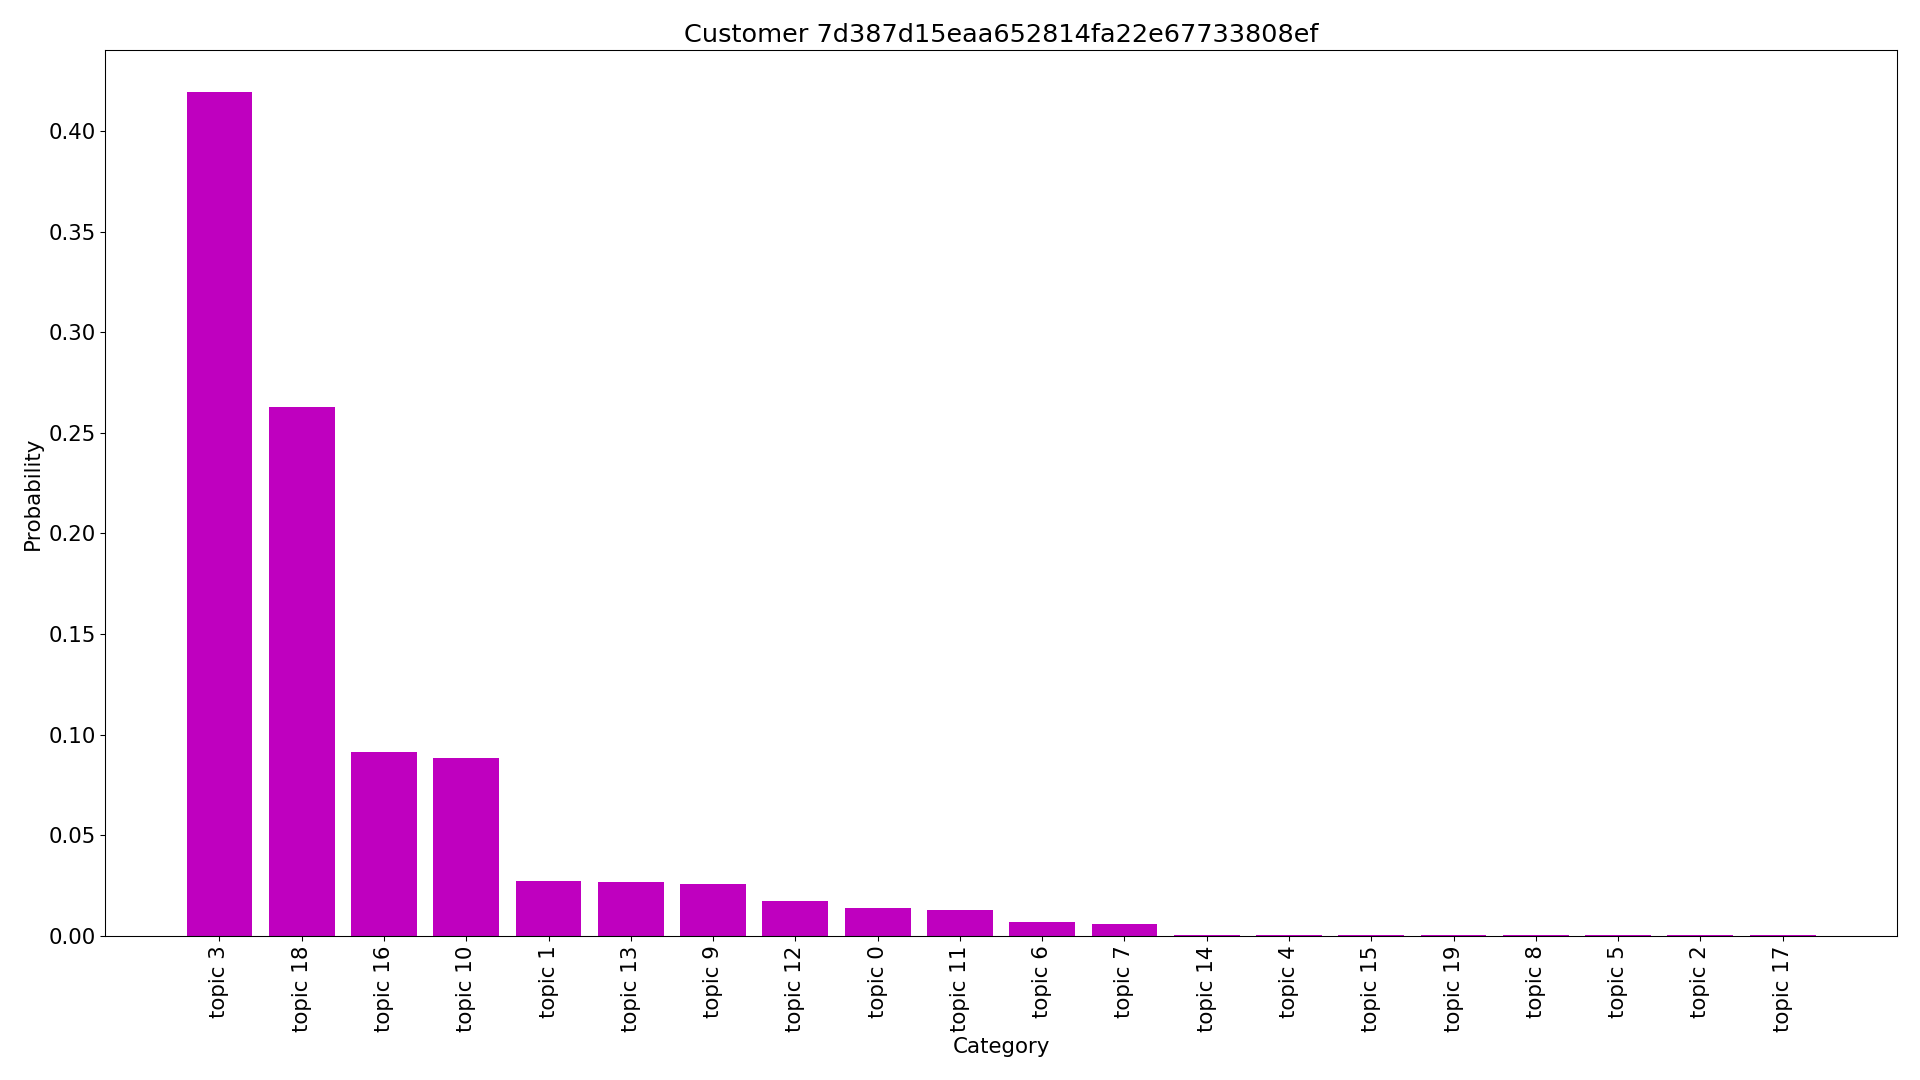 Customer 7d387d15eaa652814fa22e67733808ef
Probability
0.40
0.35
0.30
0.25
0.20
0.15
0.10
0.05
0.00
topic 3
topic 18
topic 16
topic 10
topic 1
topic 13
topic 9
topic 12
topic 0
topic 11
topic 6
topic 7
topic 14
topic 4
topic 15
topic 19
topic 8
topic 5
topic 2
topic 17
Category